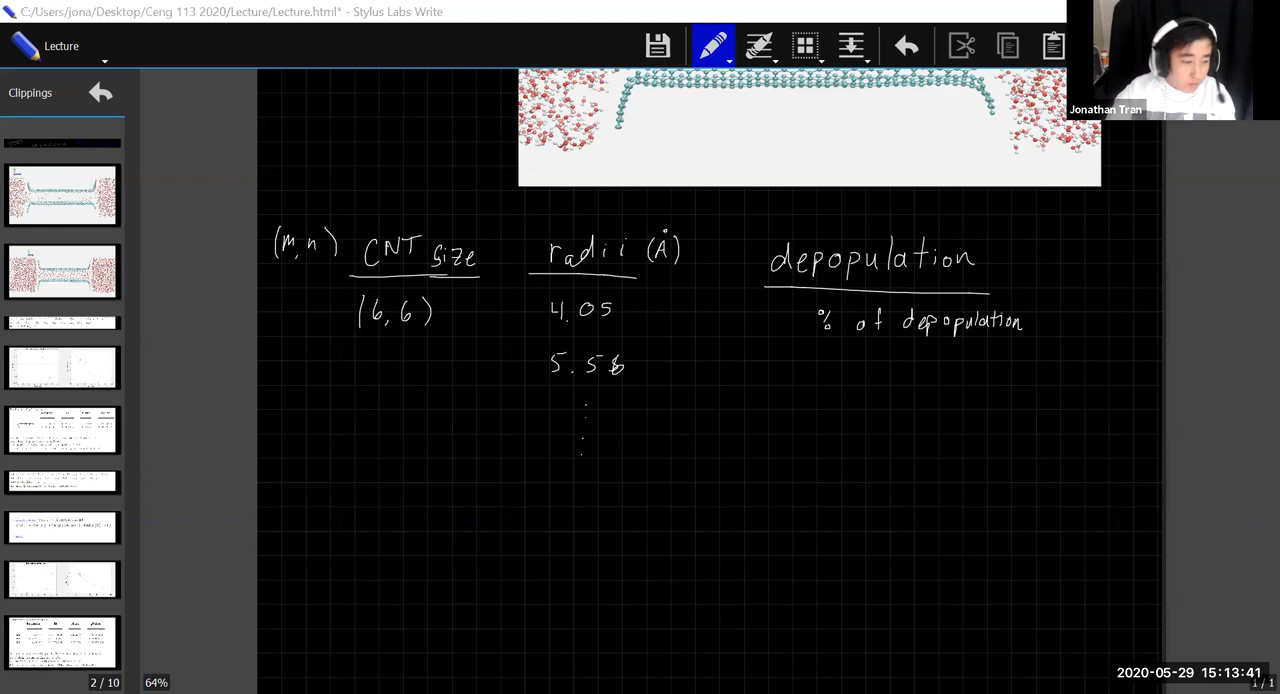 C:/Users/jona/Desktop/Ceng 113 2020/Lecture/Lecture.html* - Stylus Labs Write
Lecture
Clippings
Jonathan Tran
(m,n) CNT size radii (Å) depopulation
(6,6) 4.05 % of depopulation
5.56
2 / 10 64%
2020-05-29 15:13:41
1 / 1